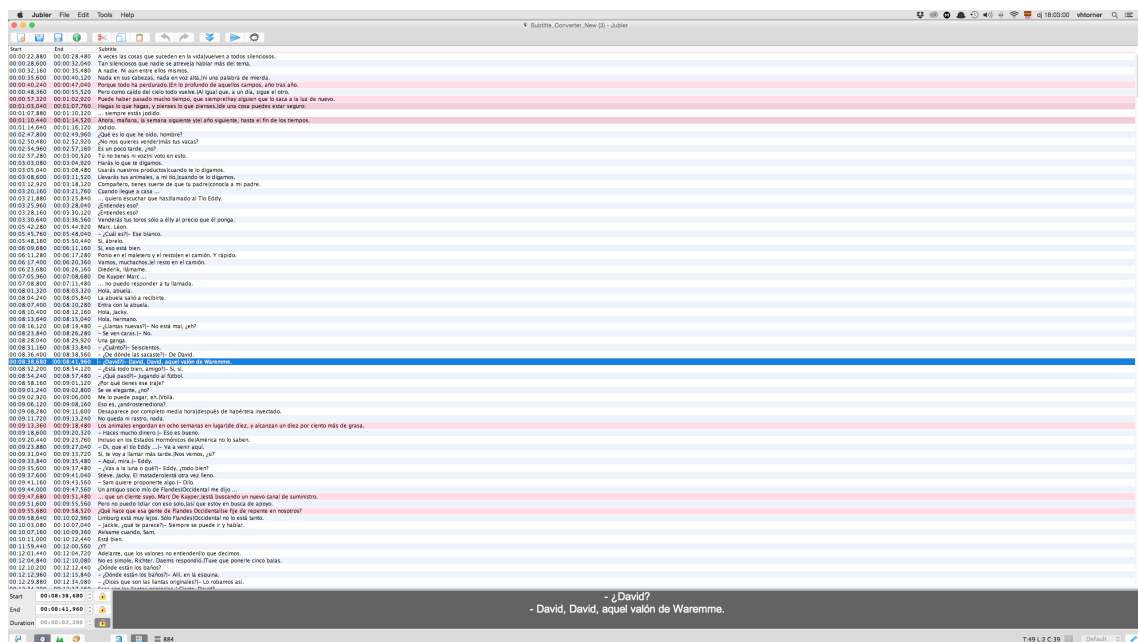 Jubler File Edit Tools Help dj 18:03:00 vhtorner
Subtitle_Converter_New (3) - Jubler
Start End Subtitle
00:00:22,880 00:00:28,480 A veces las cosas que suceden en la vida|vuelven a todos silenciosos.
00:00:28,600 00:00:32,040 Tan silenciosos que nadie se atreve|a hablar más del tema.
00:00:32,160 00:00:35,480 A nadie. Ni aún entre ellos mismos.
00:00:35,600 00:00:40,120 Nada en sus cabezas, nada en voz alta,|ni una palabra de mierda.
00:00:40,240 00:00:47,040 Porque todo ha perdurado.|En lo profundo de aquellos campos, año tras año.
00:00:48,360 00:00:55,520 Pero como caído del cielo todo vuelve.|Al igual que, a un día, sigue el otro.
00:00:57,320 00:01:02,920 Puede haber pasado mucho tiempo, que siempre|hay alguien que lo saca a la luz de nuevo.
00:01:03,040 00:01:07,760 Hagas lo que hagas, y pienses lo que pienses,|de una cosa puedes estar seguro:
00:01:07,880 00:01:10,320 ... siempre estás jodido.
00:01:10,440 00:01:14,520 Ahora, mañana, la semana siguiente y|el año siguiente, hasta el fin de los tiempos.
00:01:14,640 00:01:16,120 Jodido.
00:02:47,800 00:02:49,960 ¿Qué es lo que he oído, hombre?
00:02:50,480 00:02:52,920 ¿No nos quieres vender|más tus vacas?
00:02:54,960 00:02:57,160 Es un poco tarde, ¿no?
00:02:57,280 00:03:00,520 Tú no tienes ni voz|ni voto en esto.
00:03:03,080 00:03:04,920 Harás lo que te digamos.
00:03:05,040 00:03:08,480 Usarás nuestros productos|cuando te lo digamos.
00:03:08,600 00:03:11,520 Llevarás tus animales, a mi tío,|cuando te lo digamos.
00:03:12,920 00:03:18,120 Compañero, tienes suerte de que tu padre|conocía a mi padre.
00:03:20,160 00:03:21,760 Cuando llegue a casa ...
00:03:21,880 00:03:25,840 ... quiero escuchar que has|llamado al Tío Eddy.
00:03:25,960 00:03:28,040 ¿Entiendes eso?
00:03:28,160 00:03:30,120 ¿Entiendes eso?
00:03:30,640 00:03:36,560 Venderás tus toros sólo a él|y al precio que él ponga.
00:05:42,280 00:05:44,920 Marc. Léon.
00:05:45,760 00:05:48,040 – ¿Cuál es?|– Ese blanco.
00:05:48,160 00:05:50,440 Sí, ábrelo.
00:06:09,680 00:06:11,160 Sí, eso está bien.
00:06:11,280 00:06:17,280 Ponlo en el maletero y el resto|en el camión. Y rápido.
00:06:17,400 00:06:20,360 Vamos, muchachos,|el resto en el camión.
00:06:23,680 00:06:26,160 Diederik, llámame.
00:07:05,960 00:07:08,680 De Kuyper Marc ...
00:07:08,800 00:07:11,480 ... no puedo responder a tu llamada.
00:08:01,320 00:08:03,320 Hola, abuela.
00:08:04,240 00:08:05,840 La abuela salió a recibirte.
00:08:07,400 00:08:10,280 Entra con la abuela.
00:08:10,400 00:08:12,160 Hola, Jacky.
00:08:13,640 00:08:15,040 Hola, hermano.
00:08:16,120 00:08:19,480 – ¿Llantas nuevas?|– No está mal, ¿eh?
00:08:23,840 00:08:26,280 – Se ven caras.|– No.
00:08:28,040 00:08:29,920 Una ganga.
00:08:31,160 00:08:33,840 – ¿Cuánto?|– Seiscientos.
00:08:36,400 00:08:38,560 – ¿De dónde las sacaste?|– De David.
00:08:38,680 00:08:41,960 – ¿David?|– David, David, aquel valón de Waremme.
00:08:52,200 00:08:54,120 – ¿Está todo bien, amigo?|– Sí, sí.
00:08:54,240 00:08:57,480 – ¿Qué pasó?|– Jugando al fútbol.
00:08:58,160 00:09:01,120 ¿Por qué tienes ese traje?
00:09:01,240 00:09:02,800 Se ve elegante, ¿no?
00:09:02,920 00:09:06,000 Me lo puede pagar, eh.|Voilà.
00:09:06,120 00:09:08,160 Eso es, ¿androstenediona?
00:09:08,280 00:09:11,600 Desaparece por completo media hora|después de habértela inyectado.
00:09:11,720 00:09:13,240 No queda ni rastro, nada.
00:09:13,360 00:09:18,480 Los animales engordan en ocho semanas en lugar|de diez, y alcanzan un diez por ciento más de grasa.
00:09:18,600 00:09:20,320 – Haces mucho dinero.|– Eso es bueno.
00:09:20,440 00:09:23,760 Incluso en los Estados Hormónicos de|América no lo saben.
00:09:23,880 00:09:27,040 – Di, que el tío Eddy ...|– Va a venir aquí.
00:09:31,040 00:09:33,720 Sí, te voy a llamar más tarde.|Nos vemos, ¿sí?
00:09:33,840 00:09:35,480 – Aquí, mira.|– Eddy.
00:09:35,600 00:09:37,480 – ¿Vas a la luna o qué?|– Eddy, ¿todo bien?
00:09:37,600 00:09:41,040 Stieve. Jacky. El matadero|está otra vez lleno.
00:09:41,160 00:09:43,560 – Sam quiere proponerte algo.|– Dilo.
00:09:44,000 00:09:47,560 Un antiguo socio mío de Flandes|Occidental me dijo ...
00:09:47,680 00:09:51,480 ... que un cliente suyo, Marc De Kuyper,|está buscando un nuevo canal de suministro.
00:09:51,600 00:09:55,560 Pero no puedo lidiar con eso solo,|así que estoy en busca de apoyo.
00:09:55,680 00:09:58,520 ¿Qué hace que esa gente de Flandes Occidental|se fije de repente en nosotros?
00:09:58,640 00:10:02,960 Limburg está muy lejos. Sólo Flandes|Occidental no lo está tanto.
00:10:03,080 00:10:07,040 – Jackie, ¿qué te parece?|– Siempre se puede ir y hablar.
00:10:07,160 00:10:09,360 Avísame cuando, Sam.
00:10:11,000 00:10:12,440 Está bien.
00:11:59,440 00:12:00,560 ¿Y?
00:12:01,440 00:12:04,720 Adelante, que los valones no entienden|lo que decimos.
00:12:04,840 00:12:10,080 No es simple, Richter. Daems respondió.|Tuve que ponerle cinco balas.
00:12:10,200 00:12:12,440 ¿Dónde están los baños?
00:12:12,960 00:12:15,840 – ¿Dónde están los baños?|– Allí, en la esquina.
00:12:29,880 00:12:34,080 – ¿Dices que son las llantas originales?|– Lo robamos así.
Start 00:08:38,680
End 00:08:41,960
Duration 00:00:03,280
- ¿David?
- David, David, aquel valón de Waremme.
884 T:49 L:2 C:39 Default